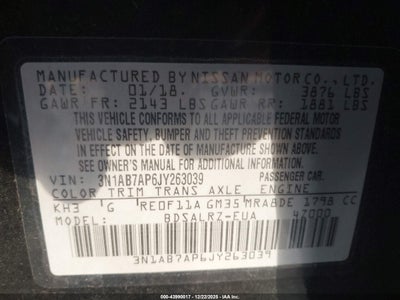 MANUFACTURED BY NISSAN MOTOR CO., LTD.
DATE: 01/18. GVWR: 3876 LBS
GAWR FR: 2143 LBS GAWR RR: 1881 LBS
THIS VEHICLE CONFORMS TO ALL APPLICABLE FEDERAL MOTOR
VEHICLE SAFETY, BUMPER AND THEFT PREVENTION STANDARDS
IN EFFECT ON THE DATE OF MANUFACTURE SHOWN ABOVE.
SEE OWNER'S MANUAL FOR ADDITIONAL INFORMATION
VIN: 3N1AB7AP6JY263039 PASSENGER CAR.
COLOR TRIM TRANS AXLE ENGINE
KH3 G RE0F11A GM35 MRA8DE 1798 CC
MODEL: BDSALRZ-EUA 47000
3N1AB7AP6JY263039
ID: 000-43990017 - 12/22/2025 - IAA